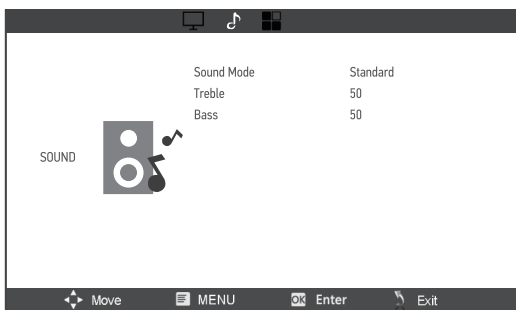 Sound Mode Standard
Treble 50
Bass 50
SOUND
Move MENU OK Enter Exit